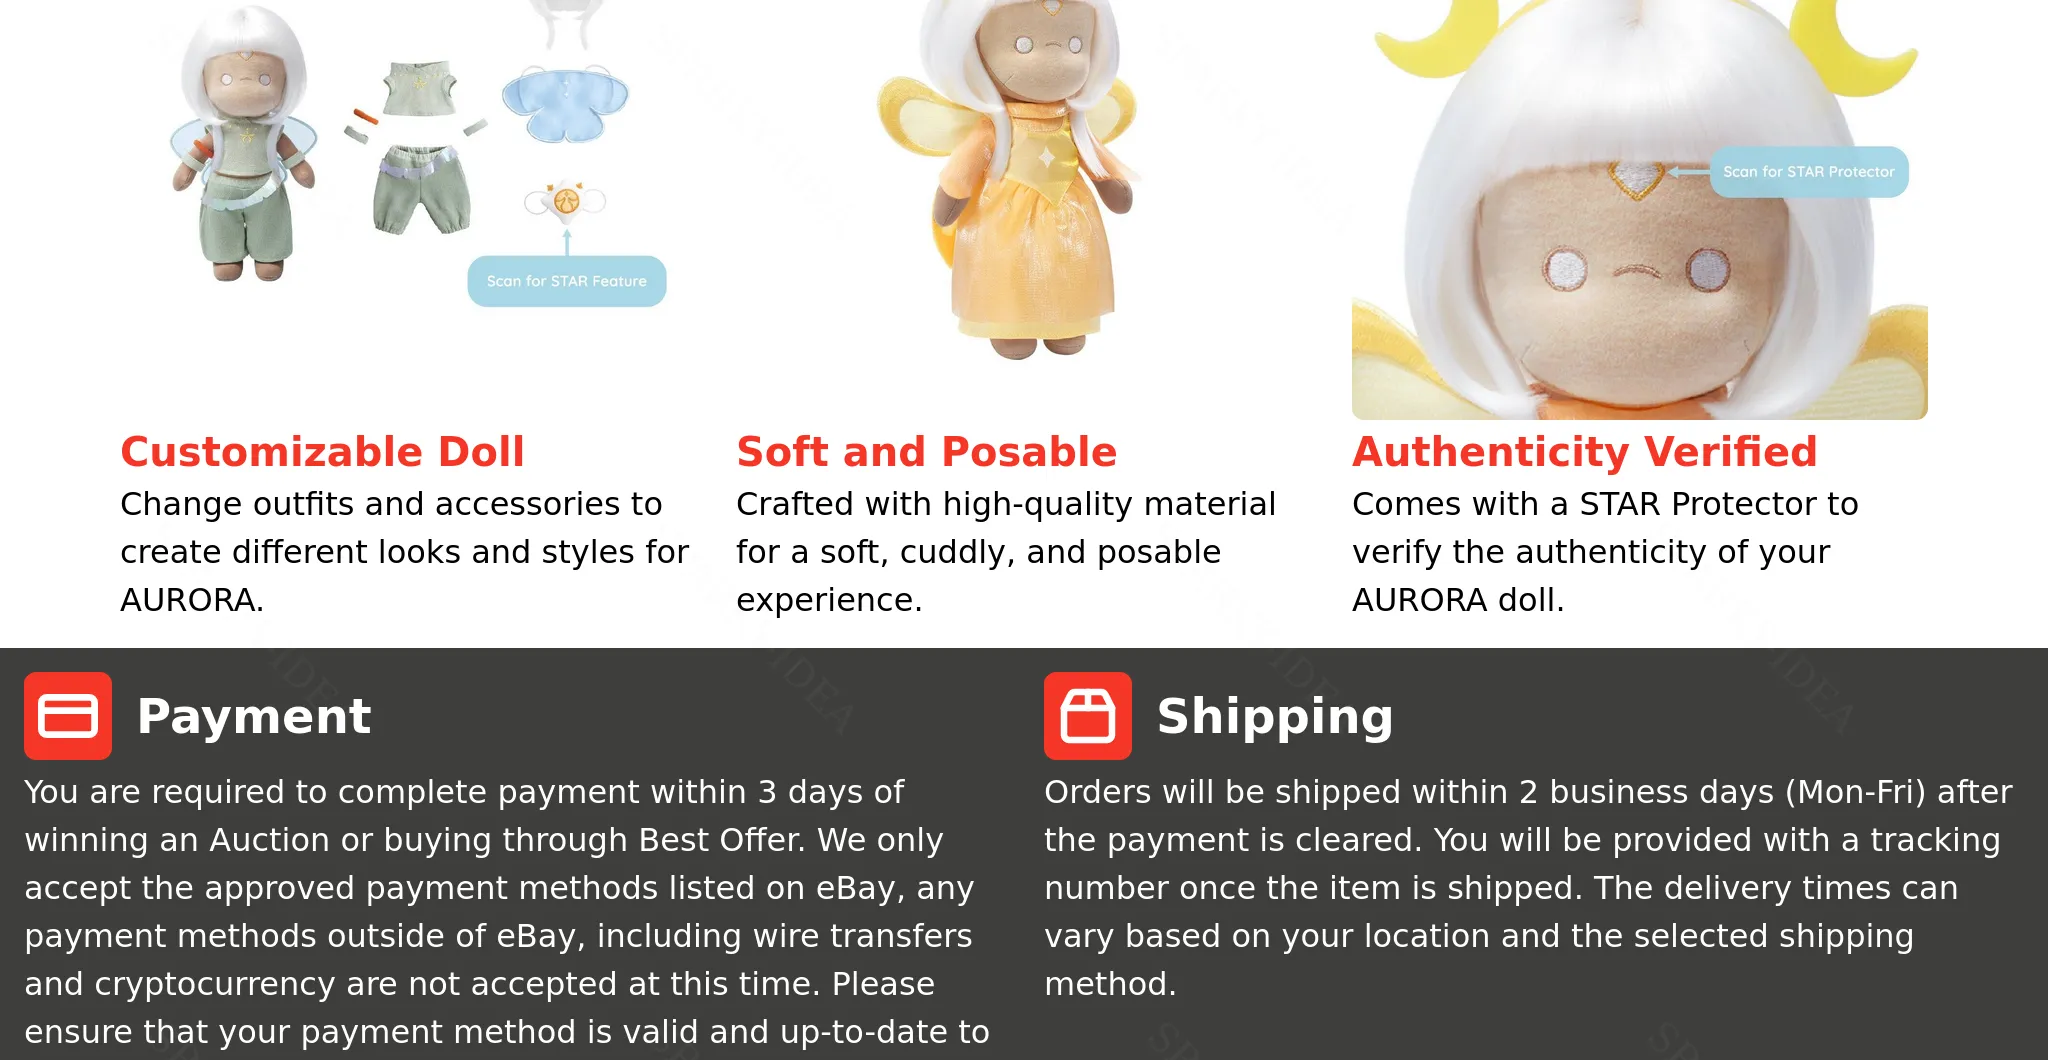 Scan for STAR Feature
Scan for STAR Protector
Customizable Doll
Change outfits and accessories to
create different looks and styles for
AURORA.
Soft and Posable
Crafted with high-quality material
for a soft, cuddly, and posable
experience.
Authenticity Verified
Comes with a STAR Protector to
verify the authenticity of your
AURORA doll.
Payment
You are required to complete payment within 3 days of
winning an Auction or buying through Best Offer. We only
accept the approved payment methods listed on eBay, any
payment methods outside of eBay, including wire transfers
and cryptocurrency are not accepted at this time. Please
ensure that your payment method is valid and up-to-date to
Shipping
Orders will be shipped within 2 business days (Mon-Fri) after
the payment is cleared. You will be provided with a tracking
number once the item is shipped. The delivery times can
vary based on your location and the selected shipping
method.